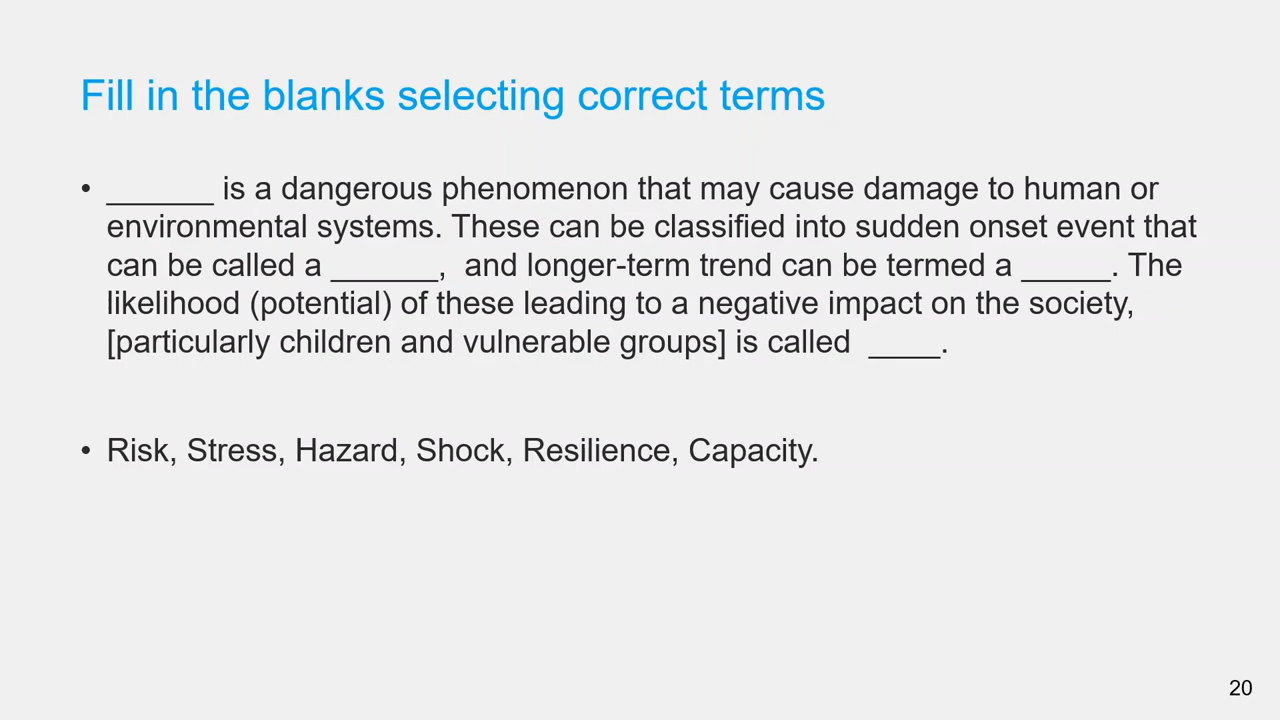 Fill in the blanks selecting correct terms
• ______ is a dangerous phenomenon that may cause damage to human or
environmental systems. These can be classified into sudden onset event that
can be called a ______,  and longer-term trend can be termed a _____. The
likelihood (potential) of these leading to a negative impact on the society,
[particularly children and vulnerable groups] is called  ____.
• Risk, Stress, Hazard, Shock, Resilience, Capacity.
20